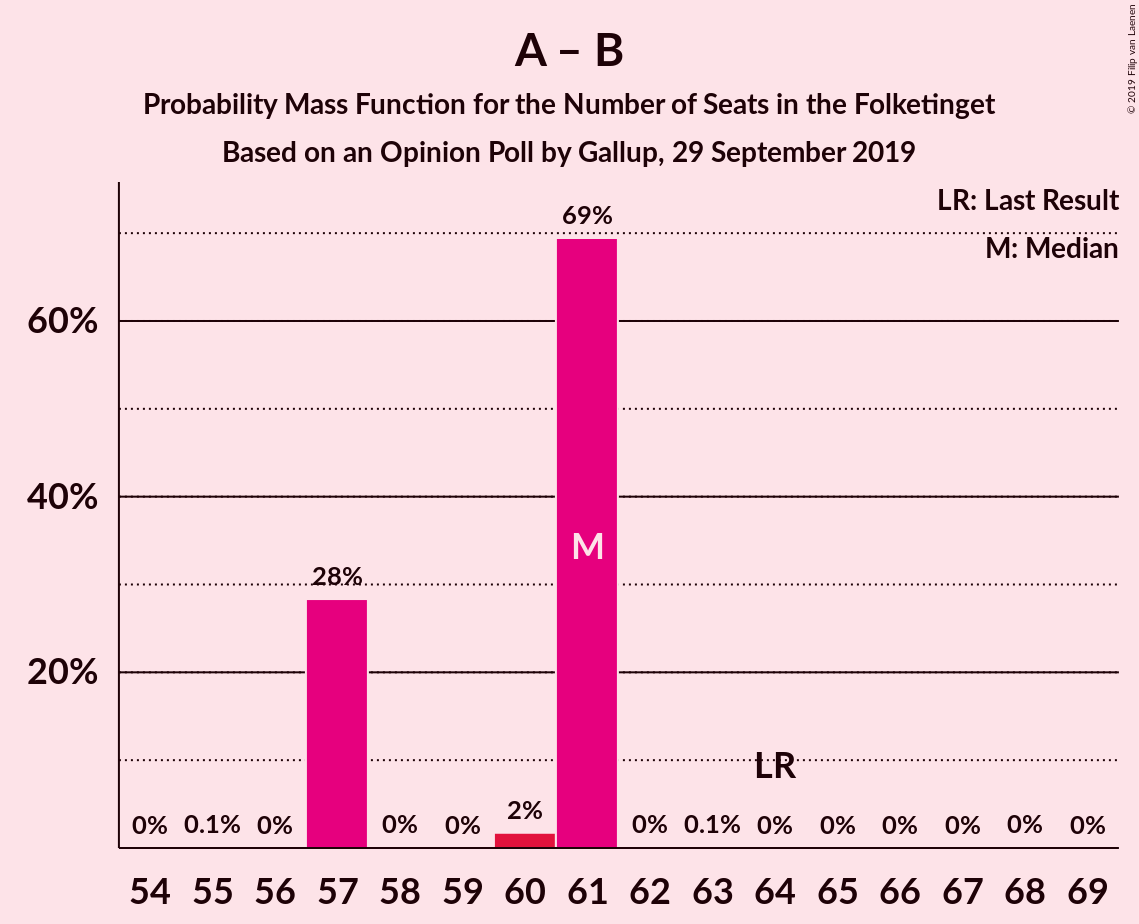 A – B
Probability Mass Function for the Number of Seats in the Folketinget
Based on an Opinion Poll by Gallup, 29 September 2019
© 2019 Filip van Laenen
LR: Last Result
M: Median
69%
60%
M
40%
28%
20%
LR
2%
0% 0.1% 0% 0% 0% 0% 0.1% 0% 0% 0% 0% 0% 0%
54 55 56 57 58 59 60 61 62 63 64 65 66 67 68 69